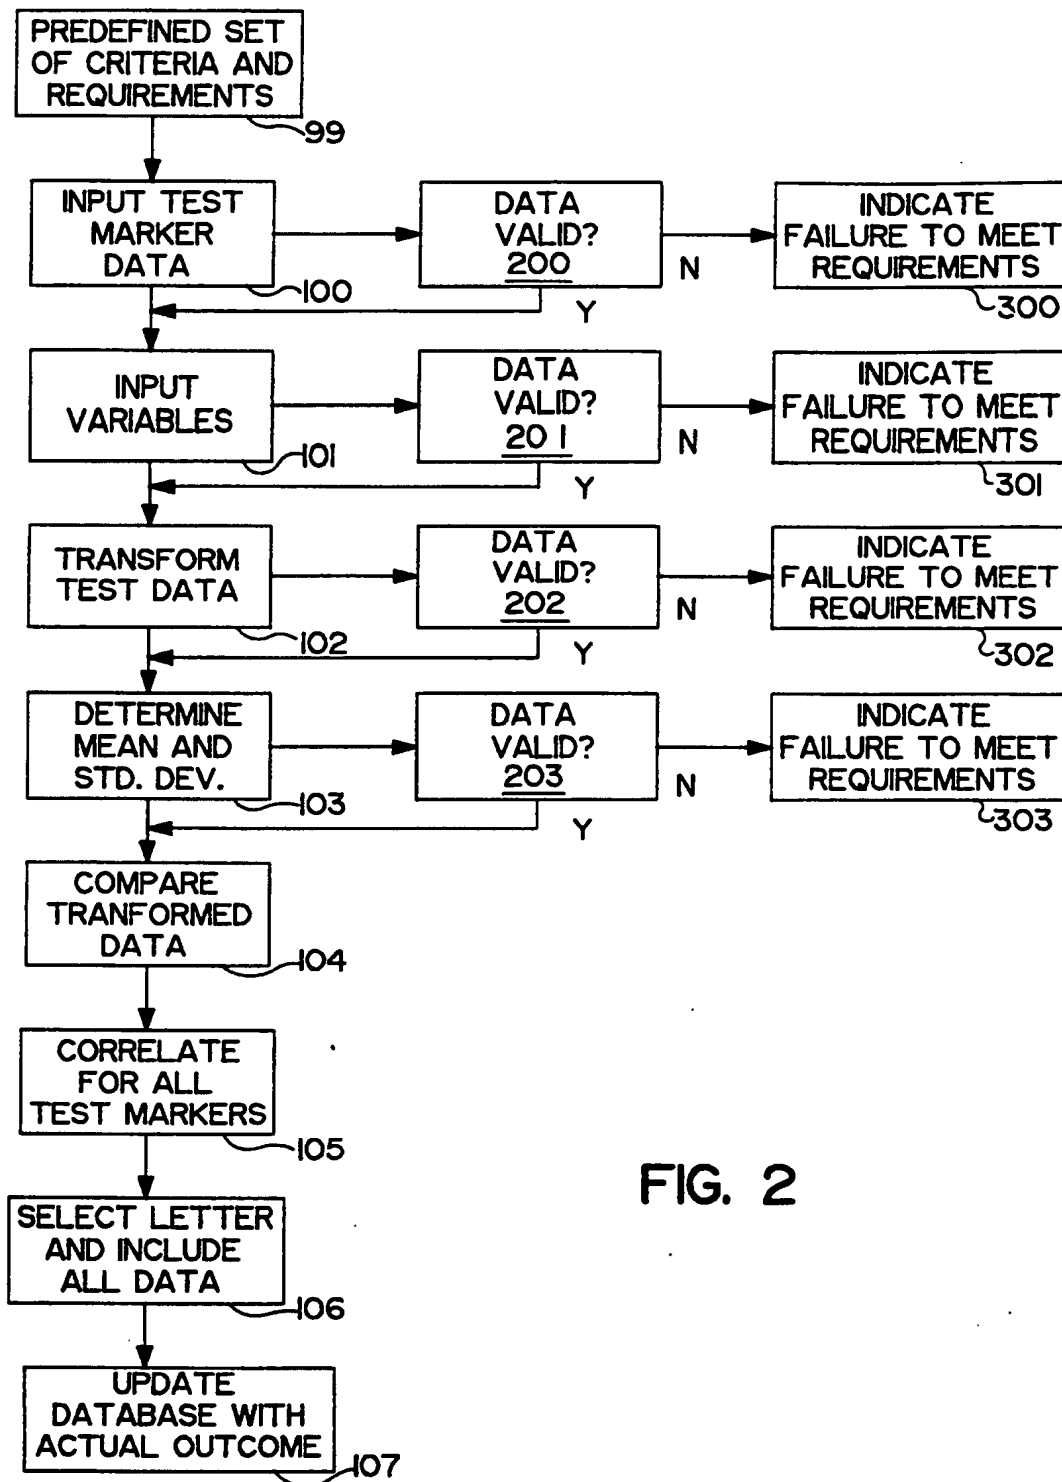 PREDEFINED SET
OF CRITERIA AND
REQUIREMENTS
99
INPUT TEST
MARKER
DATA
100
DATA
VALID?
200
Y
N
INDICATE
FAILURE TO MEET
REQUIREMENTS
300
INPUT
VARIABLES
101
DATA
VALID?
201
Y
N
INDICATE
FAILURE TO MEET
REQUIREMENTS
301
TRANSFORM
TEST DATA
102
DATA
VALID?
202
Y
N
INDICATE
FAILURE TO MEET
REQUIREMENTS
302
DETERMINE
MEAN AND
STD. DEV.
103
DATA
VALID?
203
Y
N
INDICATE
FAILURE TO MEET
REQUIREMENTS
303
COMPARE
TRANFORMED
DATA
104
CORRELATE
FOR ALL
TEST MARKERS
105
SELECT LETTER
AND INCLUDE
ALL DATA
106
UPDATE
DATABASE WITH
ACTUAL OUTCOME
107
FIG. 2